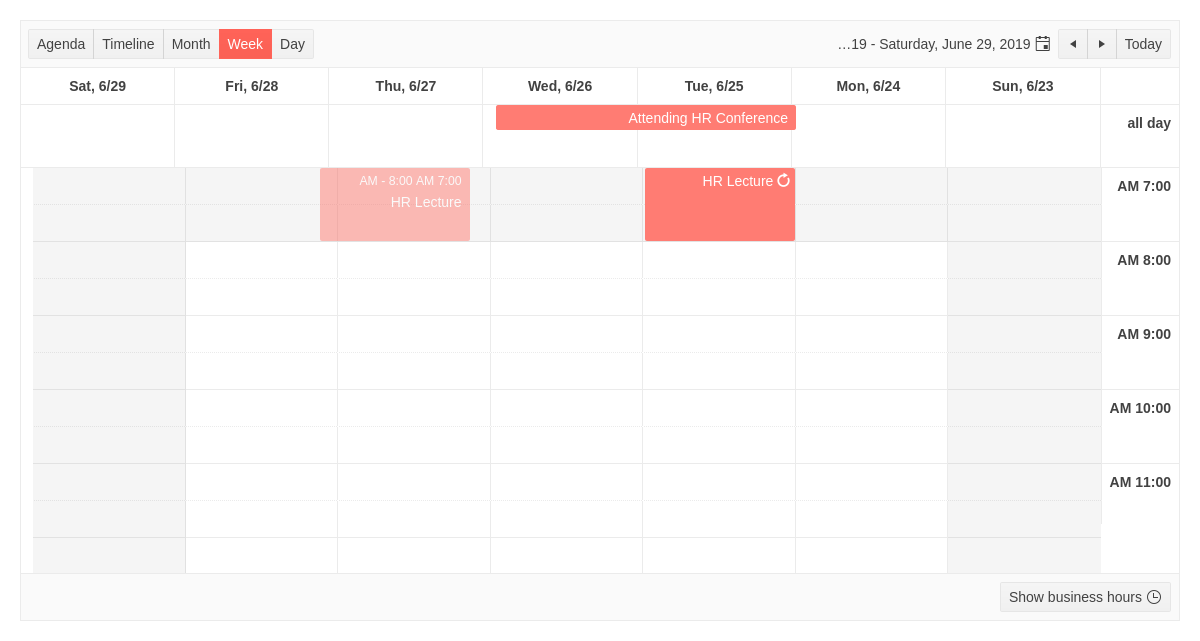 Agenda Timeline Month Week Day …19 - Saturday, June 29, 2019 Today
Sat, 6/29 Fri, 6/28 Thu, 6/27 Wed, 6/26 Tue, 6/25 Mon, 6/24 Sun, 6/23
Attending HR Conference
all day
AM - 8:00 AM 7:00
HR Lecture
HR Lecture
AM 7:00
AM 8:00
AM 9:00
AM 10:00
AM 11:00
Show business hours